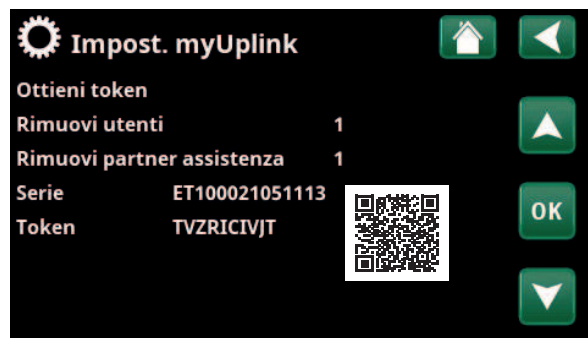 Impost. myUplink
Ottieni token
Rimuovi utenti 1
Rimuovi partner assistenza 1
Serie ET100021051113
Token TVZRICIVJT
OK